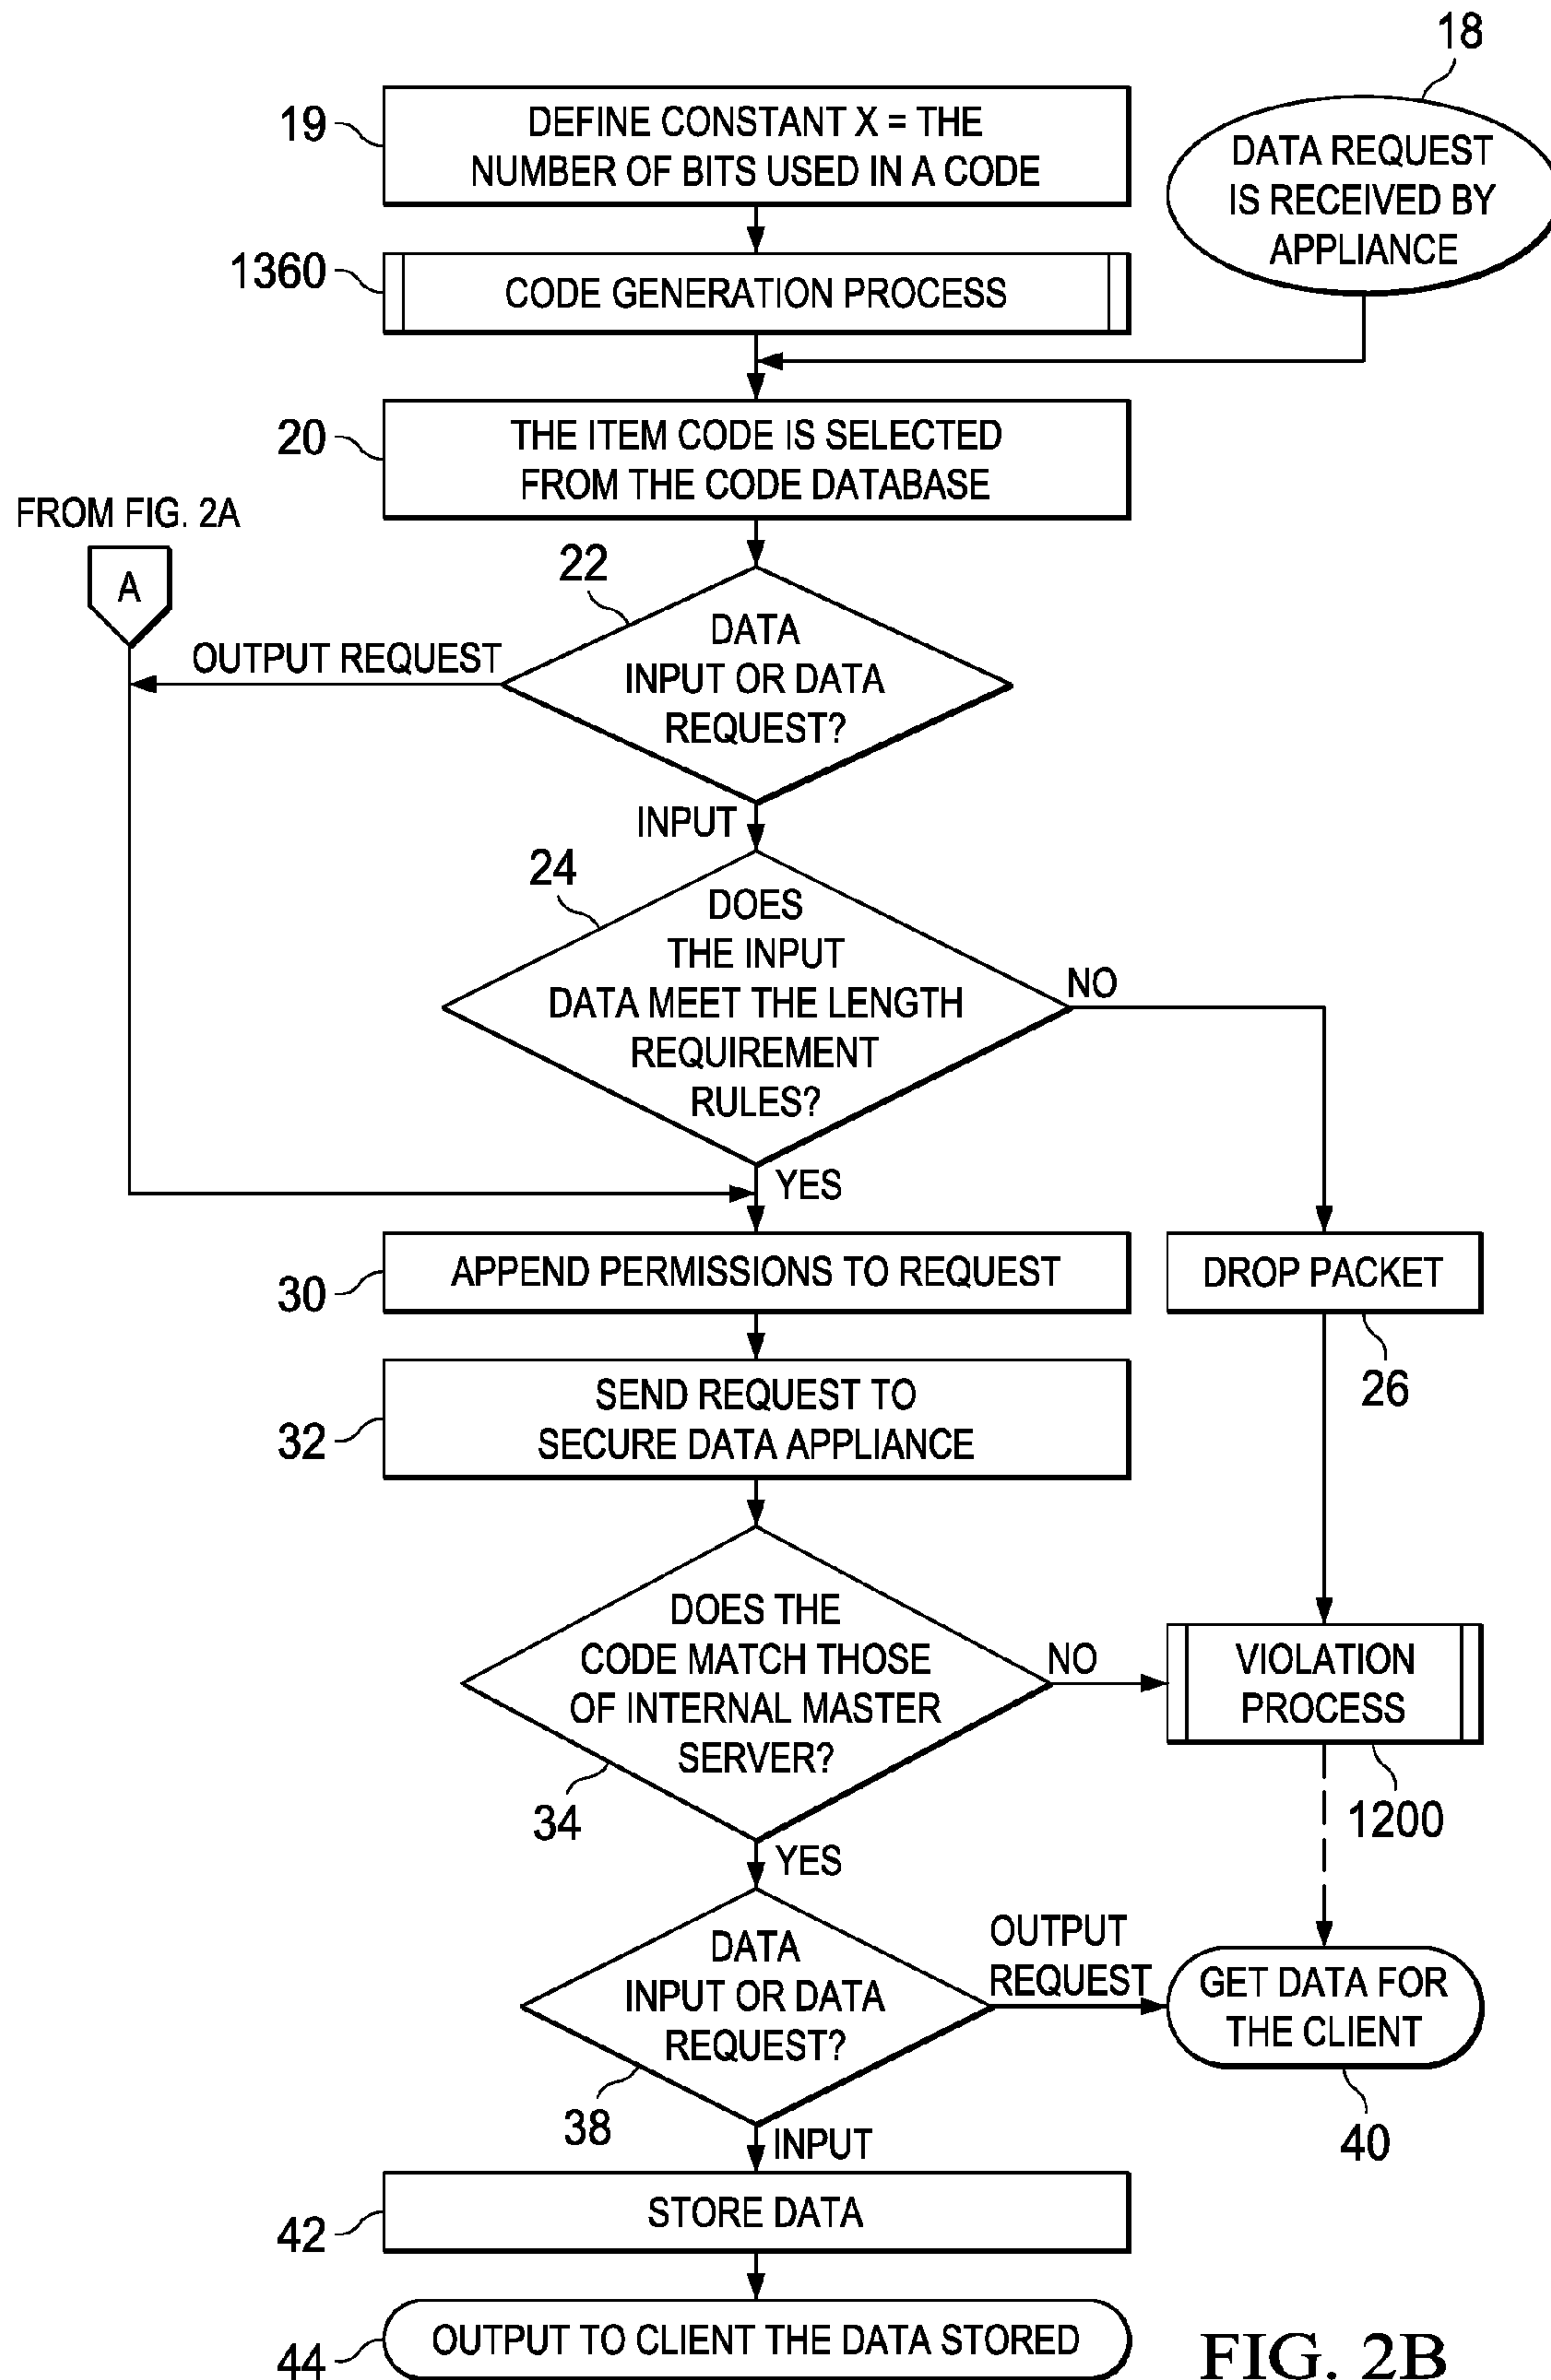 18
19
DEFINE CONSTANT X = THE
NUMBER OF BITS USED IN A CODE
DATA REQUEST
IS RECEIVED BY
APPLIANCE
1360
CODE GENERATION PROCESS
20
THE ITEM CODE IS SELECTED
FROM THE CODE DATABASE
FROM FIG. 2A
A
22
DATA
INPUT OR DATA
REQUEST?
OUTPUT REQUEST
INPUT
24
DOES
THE INPUT
DATA MEET THE LENGTH
REQUIREMENT
RULES?
NO
YES
30
APPEND PERMISSIONS TO REQUEST
DROP PACKET
26
32
SEND REQUEST TO
SECURE DATA APPLIANCE
DOES THE
CODE MATCH THOSE
OF INTERNAL MASTER
SERVER?
NO
VIOLATION
PROCESS
34
1200
YES
DATA
INPUT OR DATA
REQUEST?
OUTPUT
REQUEST
GET DATA FOR
THE CLIENT
38
40
INPUT
42
STORE DATA
44
OUTPUT TO CLIENT THE DATA STORED
FIG. 2B